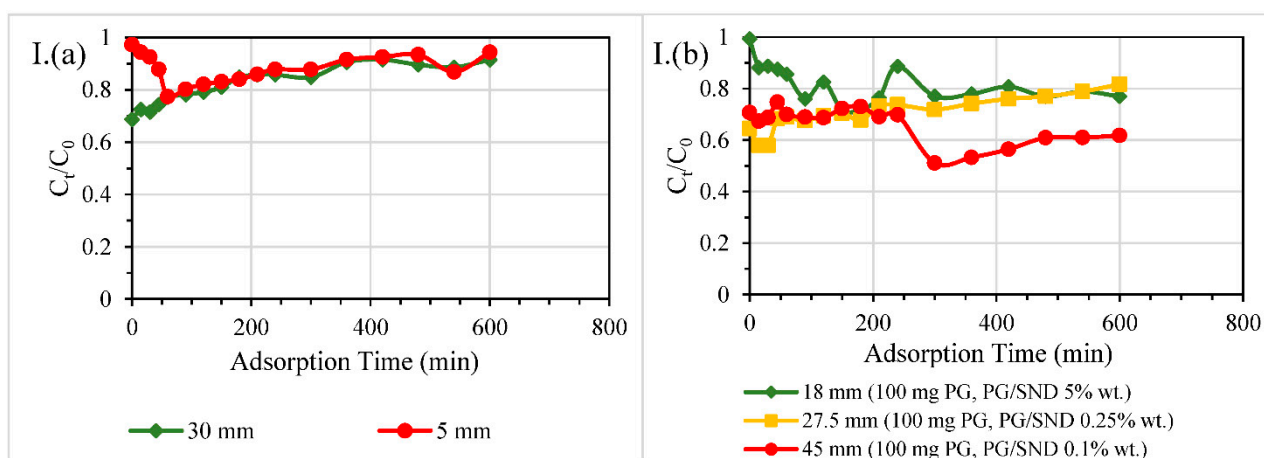 I.(a)
1
0.8
0.6
0.4
0.2
0
Cₜ/C₀
0 200 400 600 800
Adsorption Time (min)
30 mm 5 mm
I.(b)
1
0.8
0.6
0.4
0.2
0
Cₜ/C₀
0 200 400 600 800
Adsorption Time (min)
18 mm (100 mg PG, PG/SND 5% wt.)
27.5 mm (100 mg PG, PG/SND 0.25% wt.)
45 mm (100 mg PG, PG/SND 0.1% wt.)